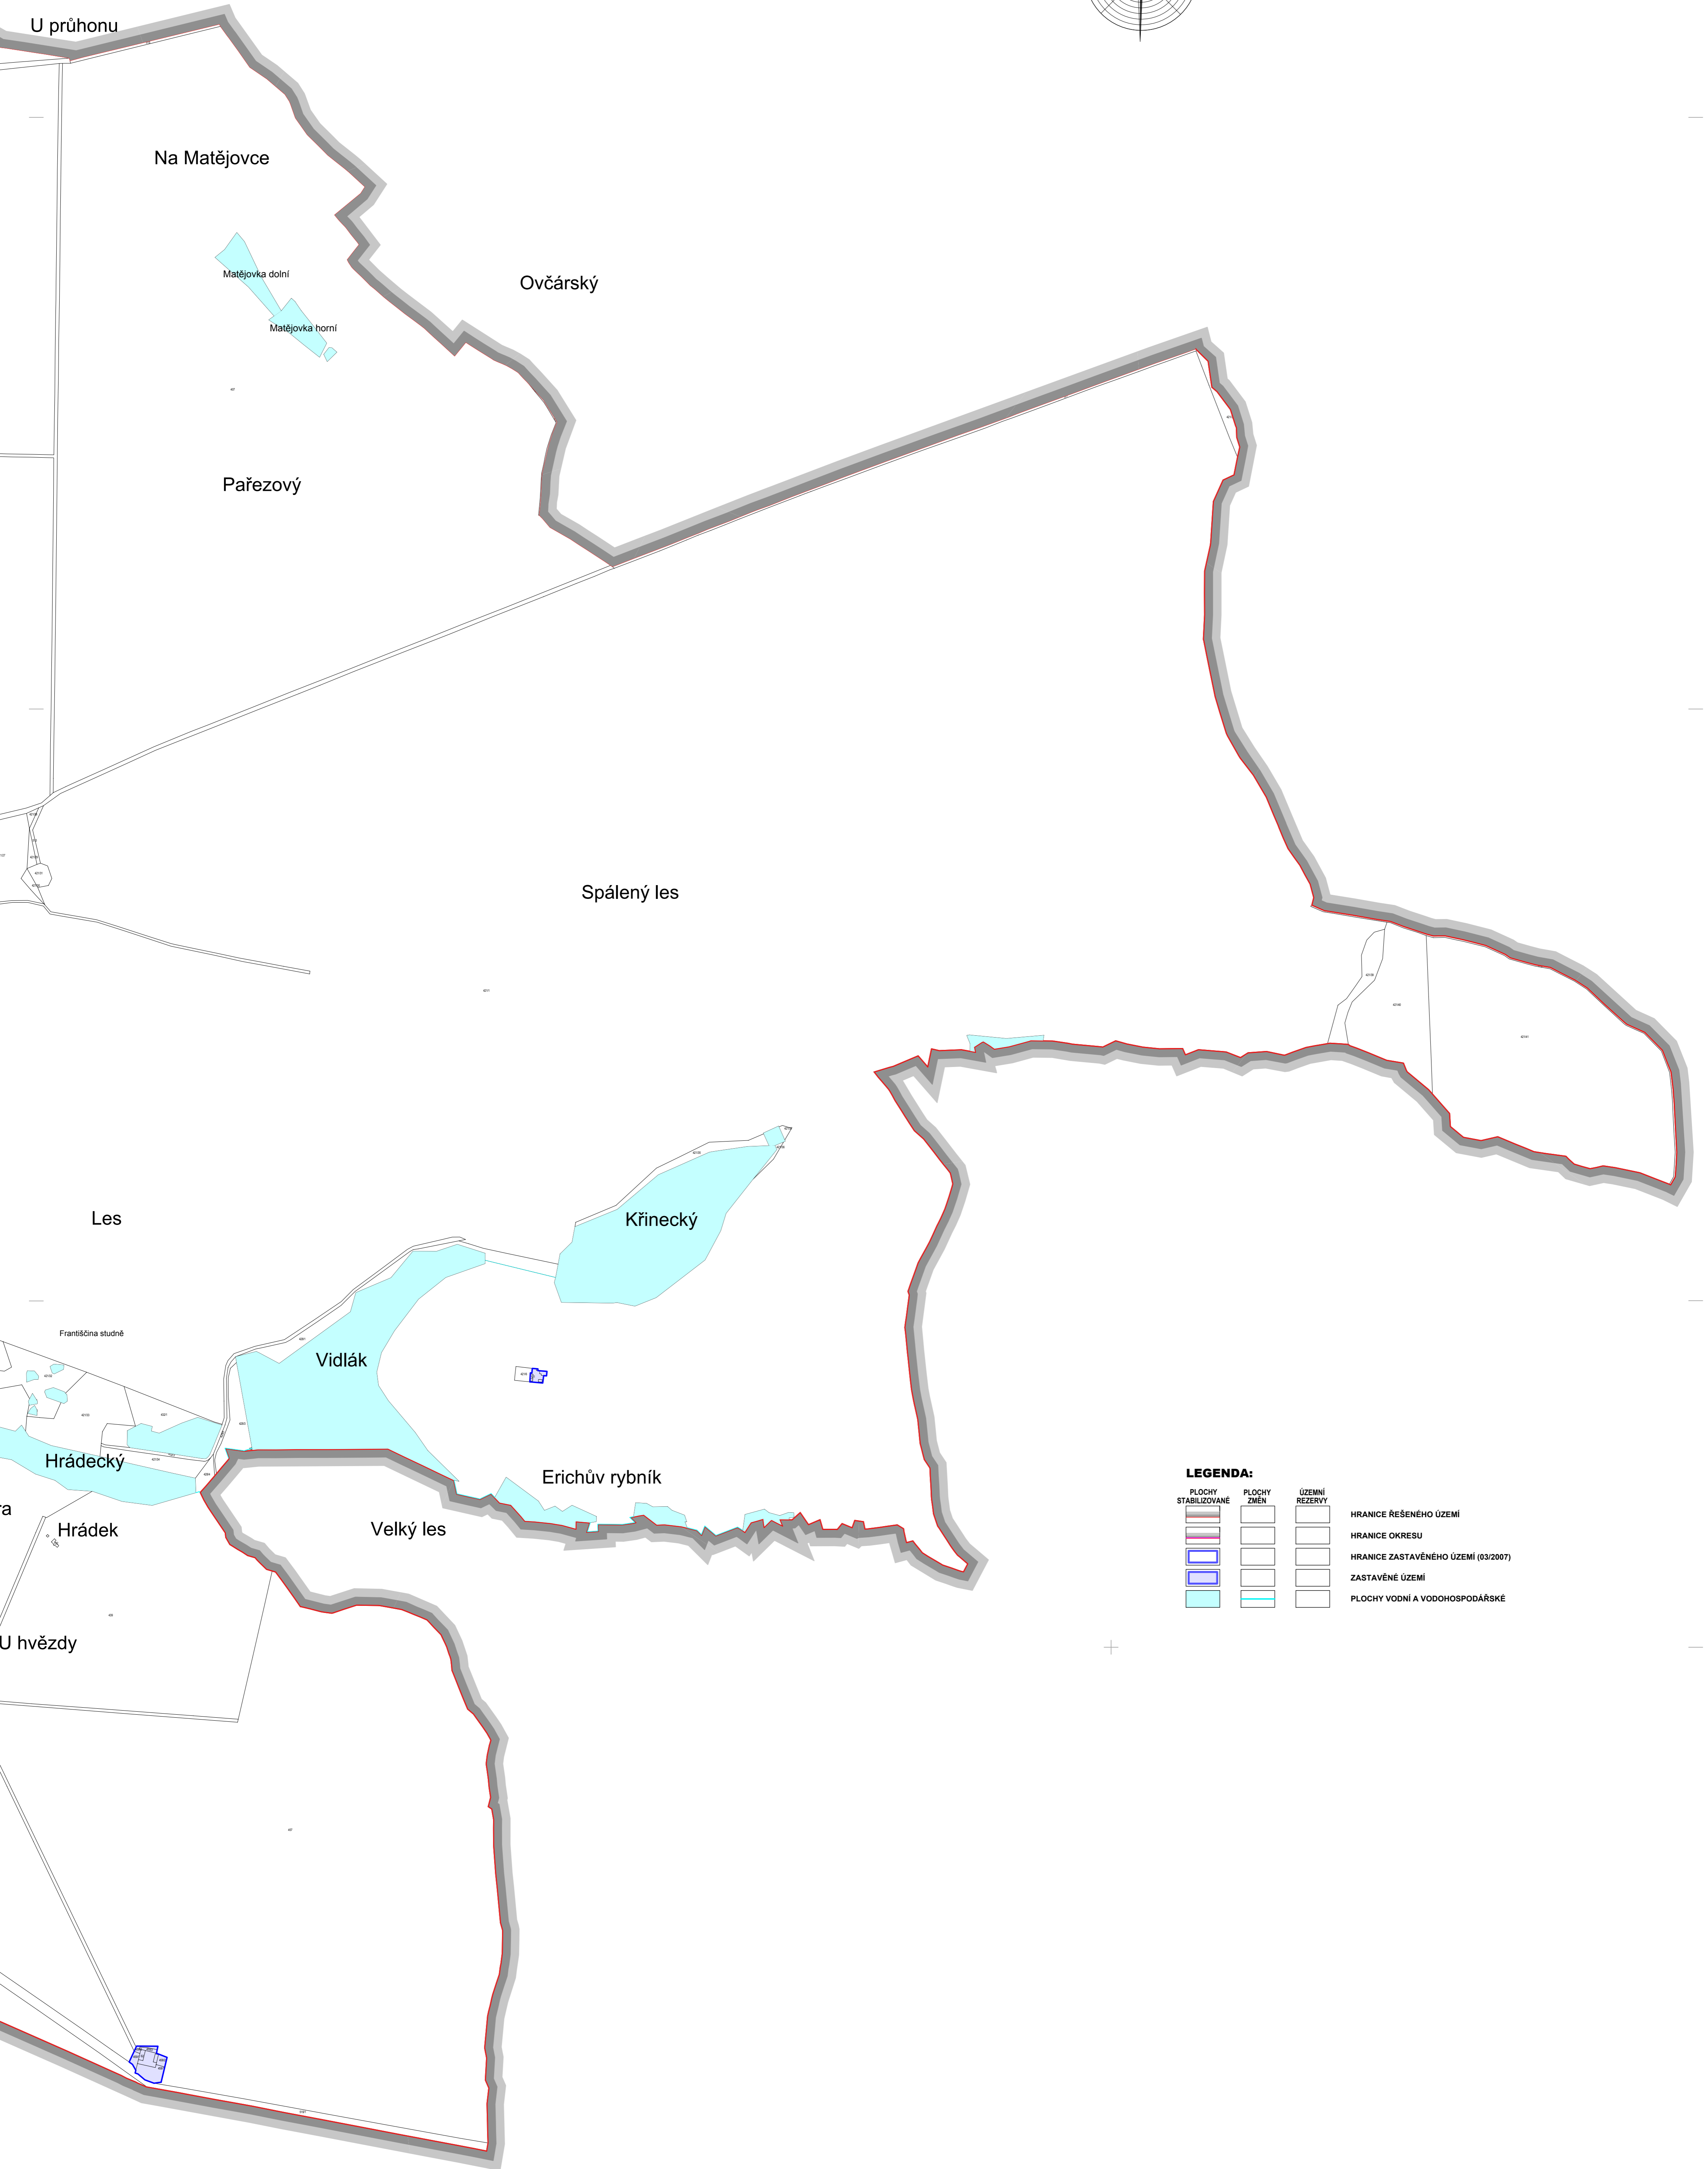 U průhonu
Na Matějovce
Matějovka dolní
Ovčárský
Matějovka horní
Pařezový
Spálený les
Les
Křinecký
Františčina studně
Vidlák
Hrádecký
Erichův rybník
ra
Hrádek
Velký les
U hvězdy
LEGENDA:
PLOCHY STABILIZOVANÉ
PLOCHY ZMĚN
ÚZEMNÍ REZERVY
HRANICE ŘEŠENÉHO ÚZEMÍ
HRANICE OKRESU
HRANICE ZASTAVĚNÉHO ÚZEMÍ (03/2007)
ZASTAVĚNÉ ÚZEMÍ
PLOCHY VODNÍ A VODOHOSPODÁŘSKÉ